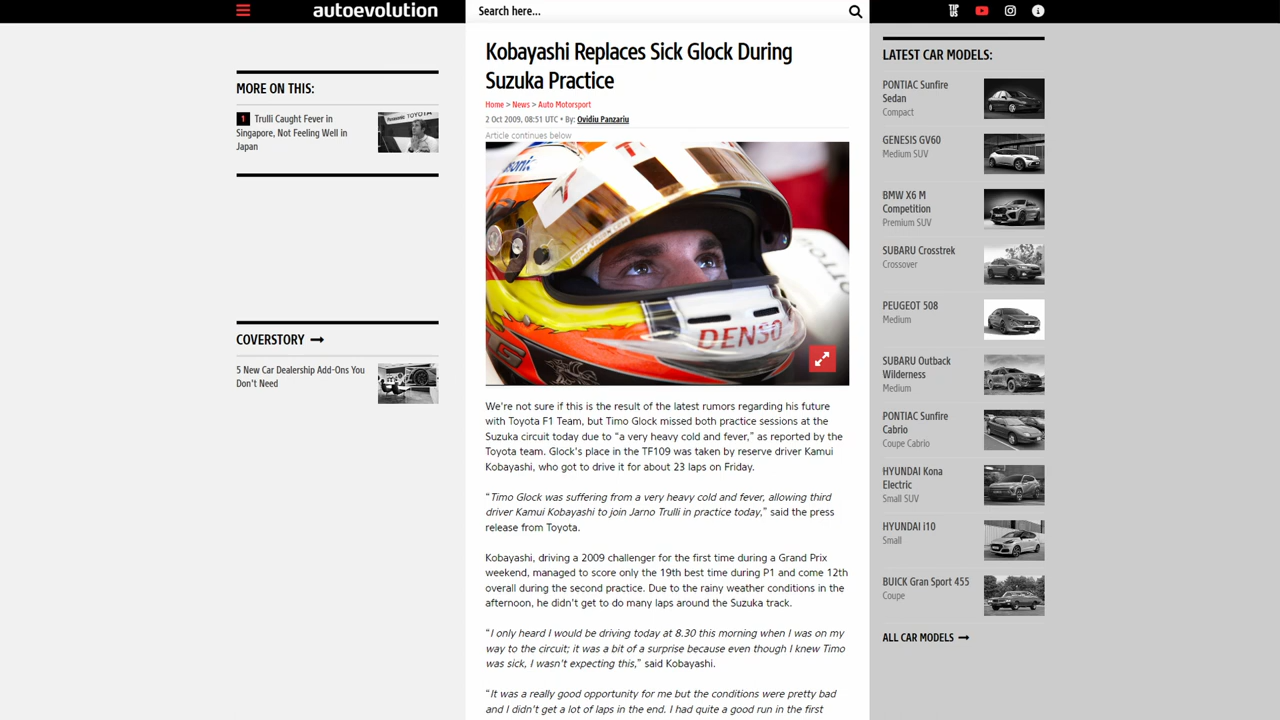 autoevolution
Search here...
TIP
US
MORE ON THIS:
1 Trulli Caught Fever in
Singapore, Not Feeling Well in
Japan
Panasonic TOYOTA
COVERSTORY
5 New Car Dealership Add-Ons You
Don't Need
Kobayashi Replaces Sick Glock During
Suzuka Practice
Home > News > Auto Motorsport
2 Oct 2009, 08:51 UTC • By: Ovidiu Panzariu
Article continues below
DENSO
We're not sure if this is the result of the latest rumors regarding his future
with Toyota F1 Team, but Timo Glock missed both practice sessions at the
Suzuka circuit today due to “a very heavy cold and fever,” as reported by the
Toyota team. Glock's place in the TF109 was taken by reserve driver Kamui
Kobayashi, who got to drive it for about 23 laps on Friday.
“Timo Glock was suffering from a very heavy cold and fever, allowing third
driver Kamui Kobayashi to join Jarno Trulli in practice today,” said the press
release from Toyota.
Kobayashi, driving a 2009 challenger for the first time during a Grand Prix
weekend, managed to score only the 19th best time during P1 and come 12th
overall during the second practice. Due to the rainy weather conditions in the
afternoon, he didn't get to do many laps around the Suzuka track.
“I only heard I would be driving today at 8.30 this morning when I was on my
way to the circuit; it was a bit of a surprise because even though I knew Timo
was sick, I wasn't expecting this,” said Kobayashi.
“It was a really good opportunity for me but the conditions were pretty bad
and I didn't get a lot of laps in the end. I had quite a good run in the first
LATEST CAR MODELS:
PONTIAC Sunfire
Sedan
Compact
GENESIS GV60
Medium SUV
BMW X6 M
Competition
Premium SUV
SUBARU Crosstrek
Crossover
PEUGEOT 508
Medium
SUBARU Outback
Wilderness
Medium
PONTIAC Sunfire
Cabrio
Coupe Cabrio
HYUNDAI Kona
Electric
Small SUV
HYUNDAI i10
Small
BUICK Gran Sport 455
Coupe
ALL CAR MODELS